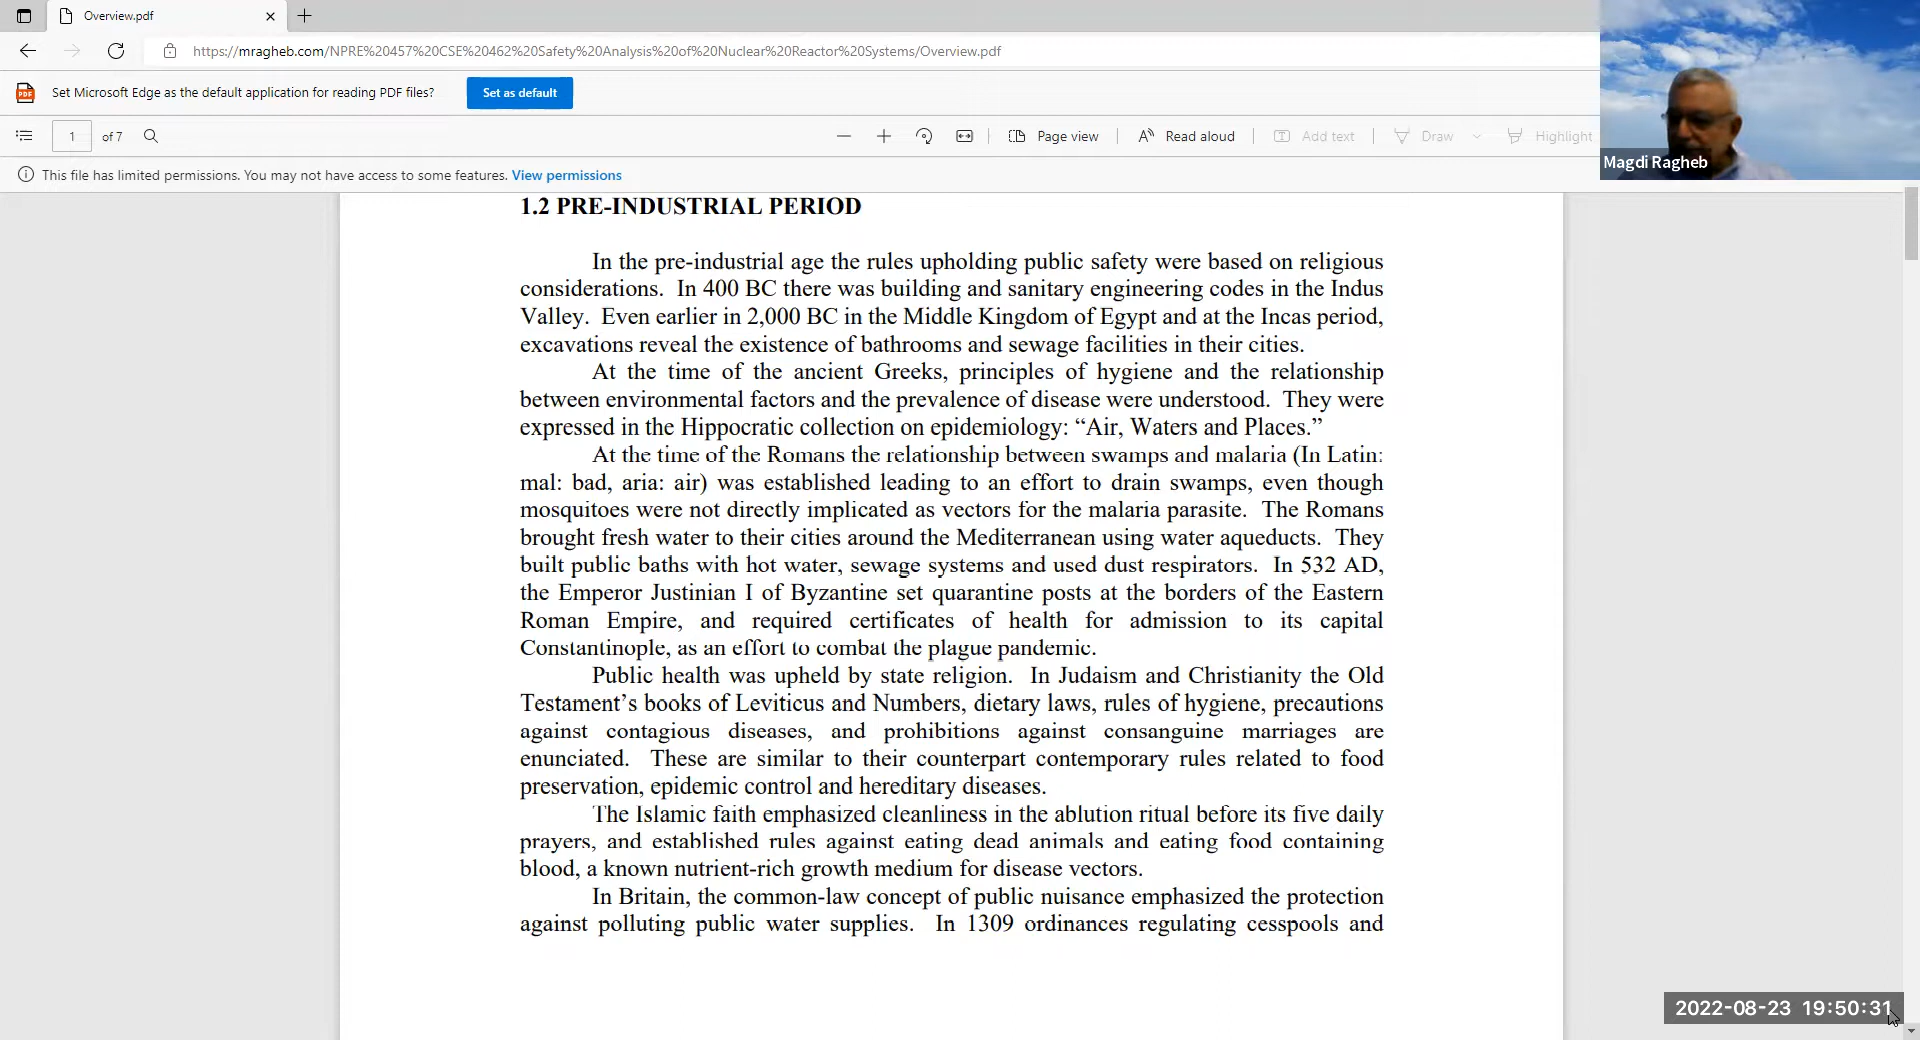 Overview.pdf
https://mragheb.com/NPRE%20457%20CSE%20462%20Safety%20Analysis%20of%20Nuclear%20Reactor%20Systems/Overview.pdf
Set Microsoft Edge as the default application for reading PDF files?
Set as default
1 of 7
Page view
Read aloud
Add text
Draw
Highlight
Magdi Ragheb
This file has limited permissions. You may not have access to some features. View permissions
1.2 PRE-INDUSTRIAL PERIOD
In the pre-industrial age the rules upholding public safety were based on religious
considerations. In 400 BC there was building and sanitary engineering codes in the Indus
Valley. Even earlier in 2,000 BC in the Middle Kingdom of Egypt and at the Incas period,
excavations reveal the existence of bathrooms and sewage facilities in their cities.
At the time of the ancient Greeks, principles of hygiene and the relationship
between environmental factors and the prevalence of disease were understood. They were
expressed in the Hippocratic collection on epidemiology: “Air, Waters and Places.”
At the time of the Romans the relationship between swamps and malaria (In Latin:
mal: bad, aria: air) was established leading to an effort to drain swamps, even though
mosquitoes were not directly implicated as vectors for the malaria parasite. The Romans
brought fresh water to their cities around the Mediterranean using water aqueducts. They
built public baths with hot water, sewage systems and used dust respirators. In 532 AD,
the Emperor Justinian I of Byzantine set quarantine posts at the borders of the Eastern
Roman Empire, and required certificates of health for admission to its capital
Constantinople, as an effort to combat the plague pandemic.
Public health was upheld by state religion. In Judaism and Christianity the Old
Testament’s books of Leviticus and Numbers, dietary laws, rules of hygiene, precautions
against contagious diseases, and prohibitions against consanguine marriages are
enunciated. These are similar to their counterpart contemporary rules related to food
preservation, epidemic control and hereditary diseases.
The Islamic faith emphasized cleanliness in the ablution ritual before its five daily
prayers, and established rules against eating dead animals and eating food containing
blood, a known nutrient-rich growth medium for disease vectors.
In Britain, the common-law concept of public nuisance emphasized the protection
against polluting public water supplies. In 1309 ordinances regulating cesspools and
2022-08-23 19:50:31